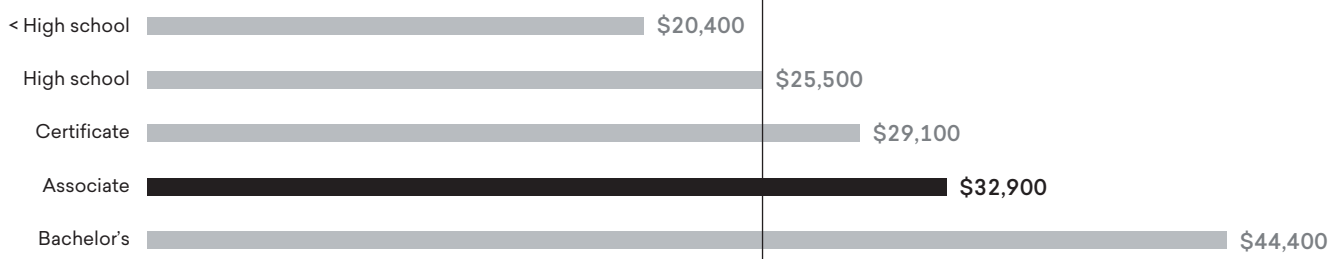 < High school $20,400
High school $25,500
Certificate $29,100
Associate $32,900
Bachelor’s $44,400